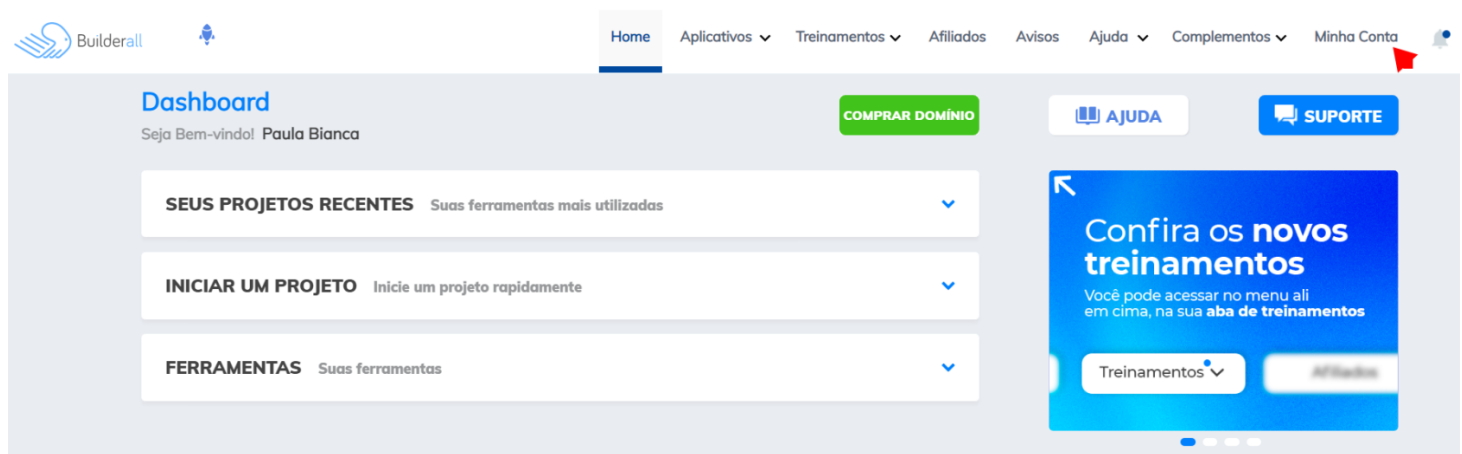 Builderall
Home Aplicativos Treinamentos Afiliados Avisos Ajuda Complementos Minha Conta
Dashboard
Seja Bem-vindo! Paula Bianca
COMPRAR DOMÍNIO
AJUDA
SUPORTE
SEUS PROJETOS RECENTES Suas ferramentas mais utilizadas
INICIAR UM PROJETO Inicie um projeto rapidamente
FERRAMENTAS Suas ferramentas
Confira os novos
treinamentos
Você pode acessar no menu ali
em cima, na sua aba de treinamentos
Treinamentos
Afiliados